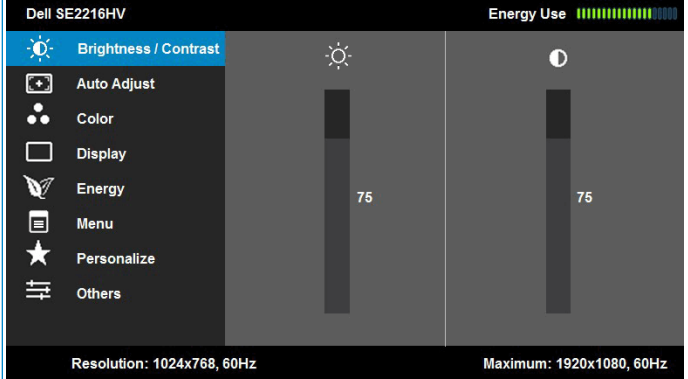 Dell SE2216HV
Energy Use
Brightness / Contrast
Auto Adjust
Color
Display
Energy
Menu
Personalize
Others
75
75
Resolution: 1024x768, 60Hz
Maximum: 1920x1080, 60Hz